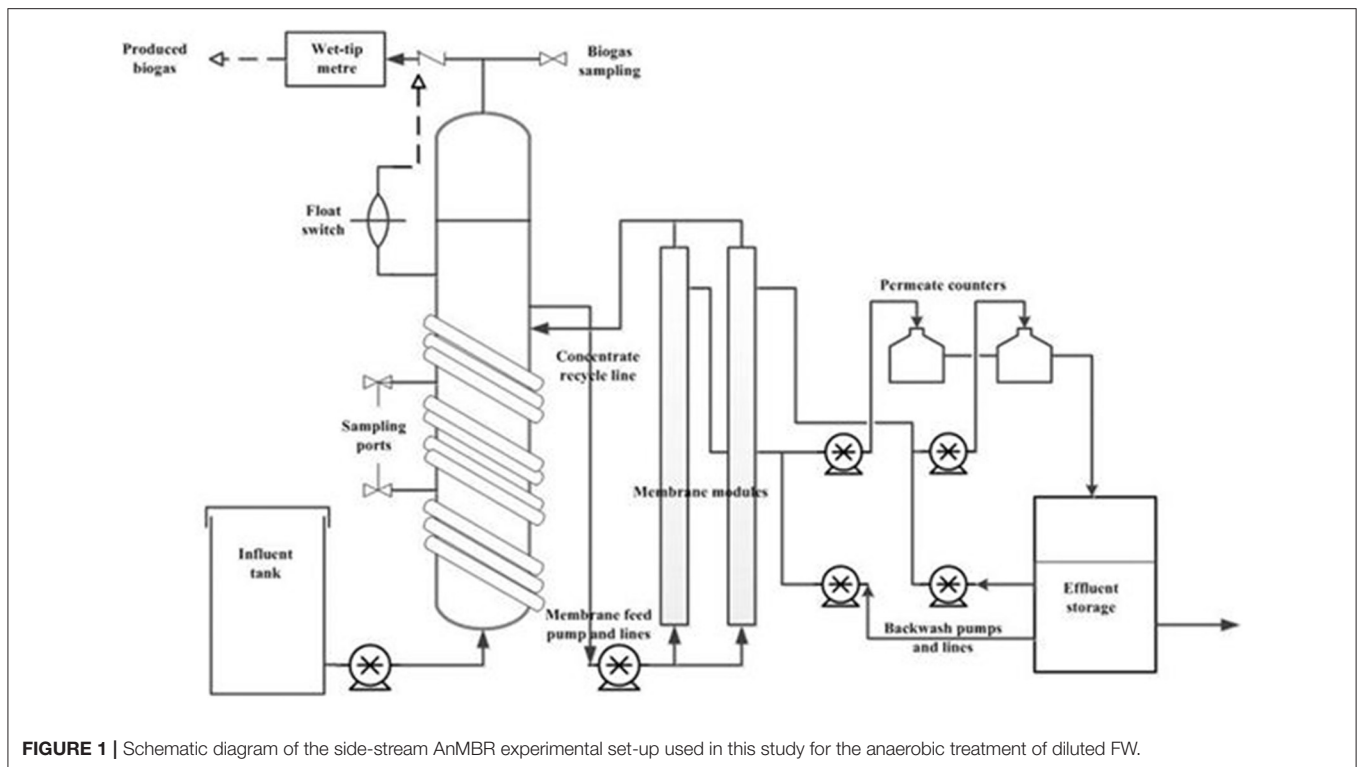 Produced
biogas
Wet-tip
metre
Biogas
sampling
Float
switch
Permeate counters
Concentrate
recycle line
Sampling
ports
Membrane modules
Influent
tank
Effluent
storage
Membrane feed
pump and lines
Backwash pumps
and lines
FIGURE 1 | Schematic diagram of the side-stream AnMBR experimental set-up used in this study for the anaerobic treatment of diluted FW.